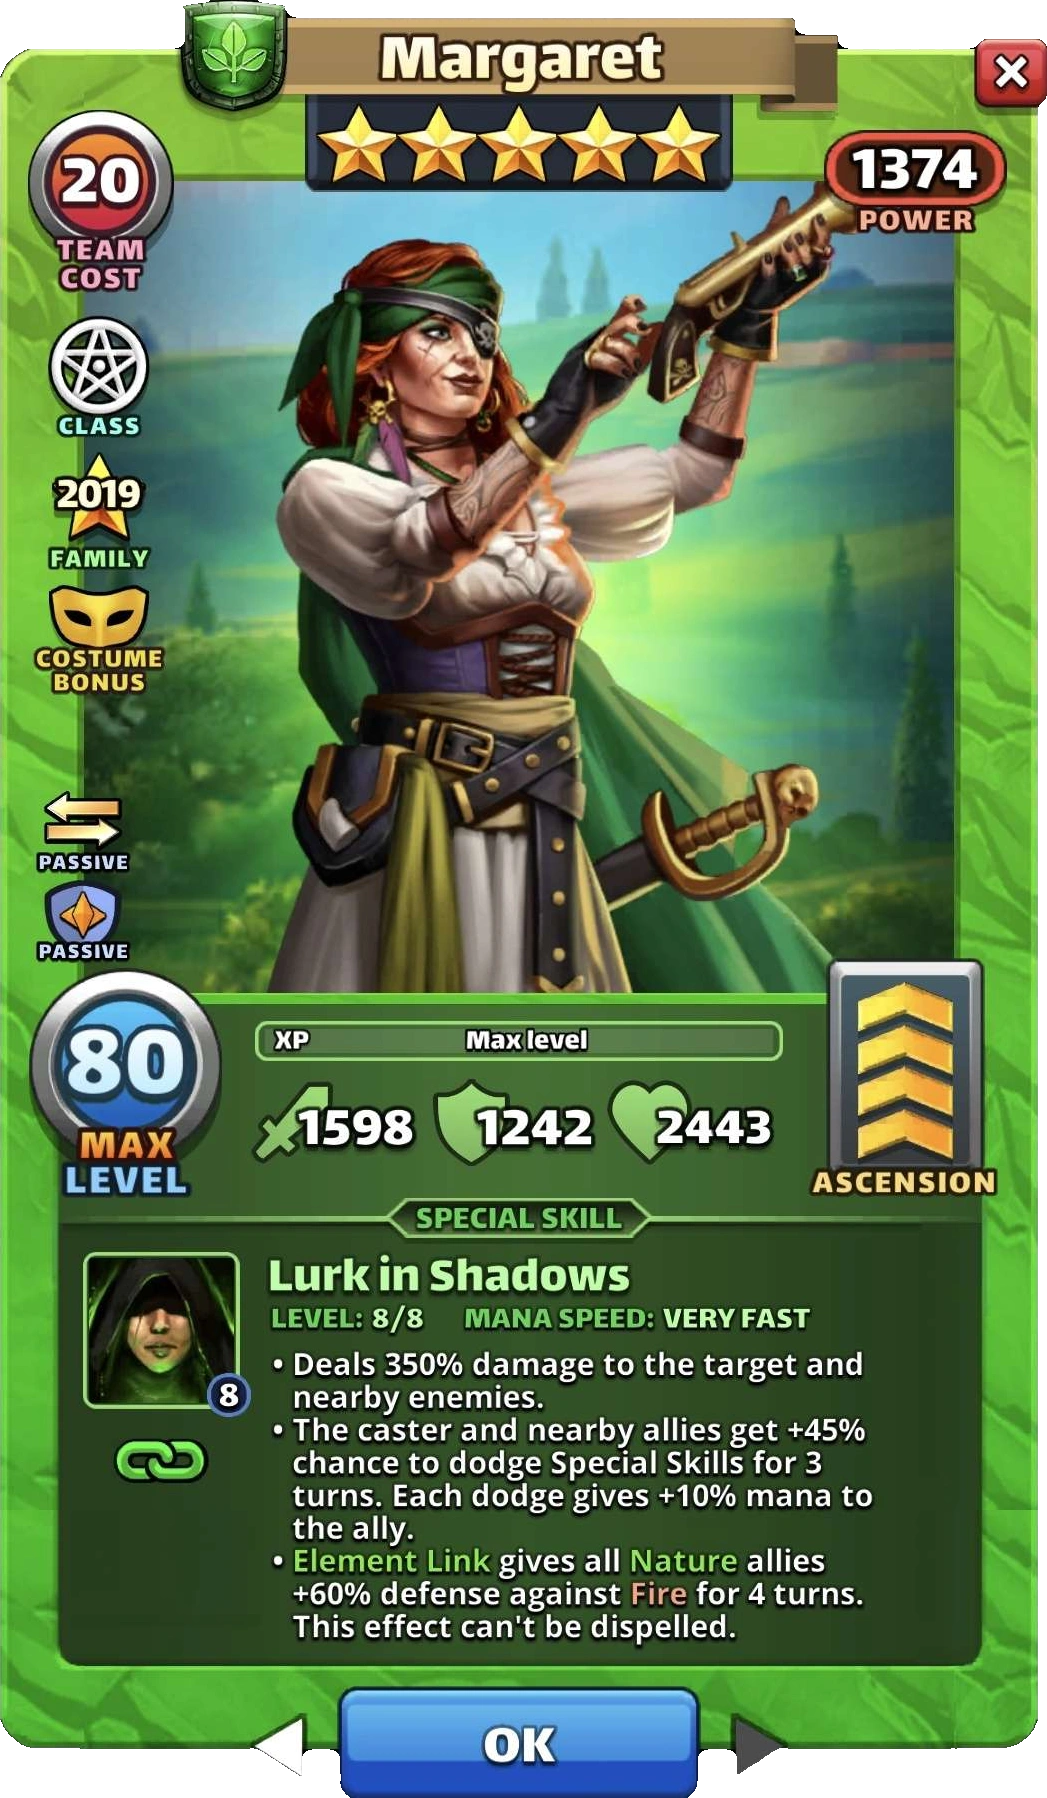 Margaret
20
TEAM
COST
1374
POWER
CLASS
2019
FAMILY
COSTUME
BONUS
PASSIVE
PASSIVE
80
MAX
LEVEL
XP Max level
1598 1242 2443
ASCENSION
SPECIAL SKILL
Lurk in Shadows
LEVEL: 8/8 MANA SPEED: VERY FAST
8
• Deals 350% damage to the target and
nearby enemies.
• The caster and nearby allies get +45%
chance to dodge Special Skills for 3
turns. Each dodge gives +10% mana to
the ally.
• Element Link gives all Nature allies
+60% defense against Fire for 4 turns.
This effect can't be dispelled.
OK